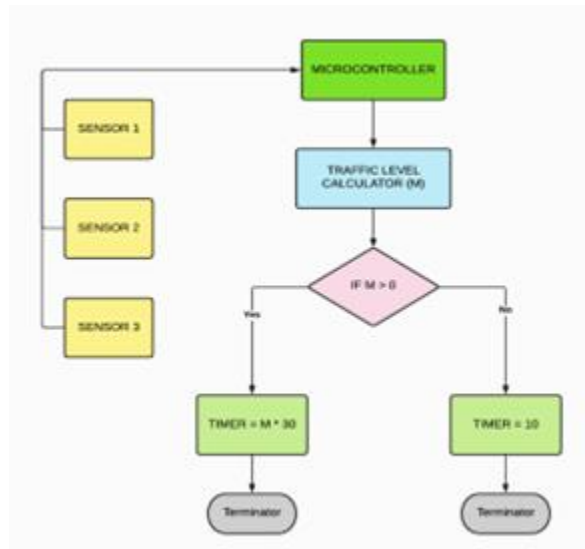 MICROCONTROLLER
SENSOR 1
TRAFFIC LEVEL
CALCULATOR (M)
SENSOR 2
IF M > 0
Yes
No
SENSOR 3
TIMER = M * 30
TIMER = 10
Terminator
Terminator